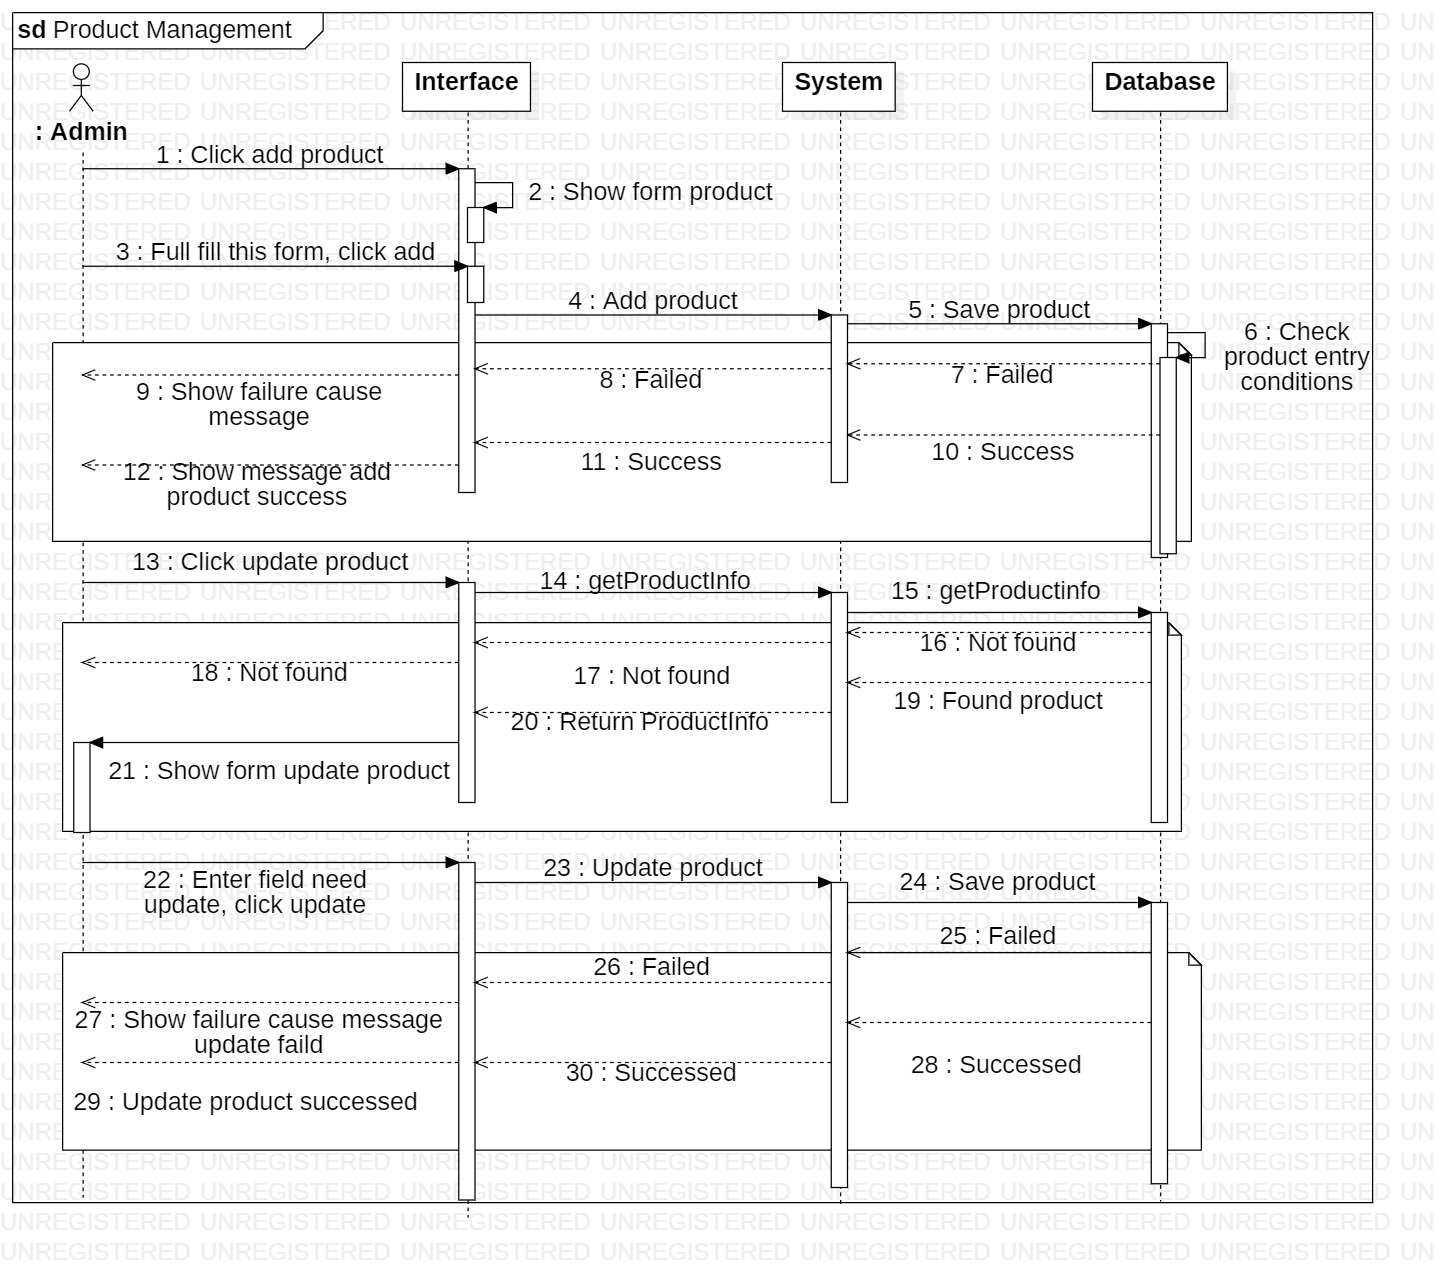 sd Product Management
: Admin
Interface
System
Database
1 : Click add product
2 : Show form product
3 : Full fill this form, click add
4 : Add product
5 : Save product
6 : Check
product entry
conditions
7 : Failed
8 : Failed
9 : Show failure cause
message
10 : Success
11 : Success
12 : Show message add
product success
13 : Click update product
14 : getProductInfo
15 : getProductinfo
16 : Not found
17 : Not found
18 : Not found
19 : Found product
20 : Return ProductInfo
21 : Show form update product
22 : Enter field need
update, click update
23 : Update product
24 : Save product
25 : Failed
26 : Failed
27 : Show failure cause message
update faild
28 : Successed
30 : Successed
29 : Update product successed
UNREGISTERED